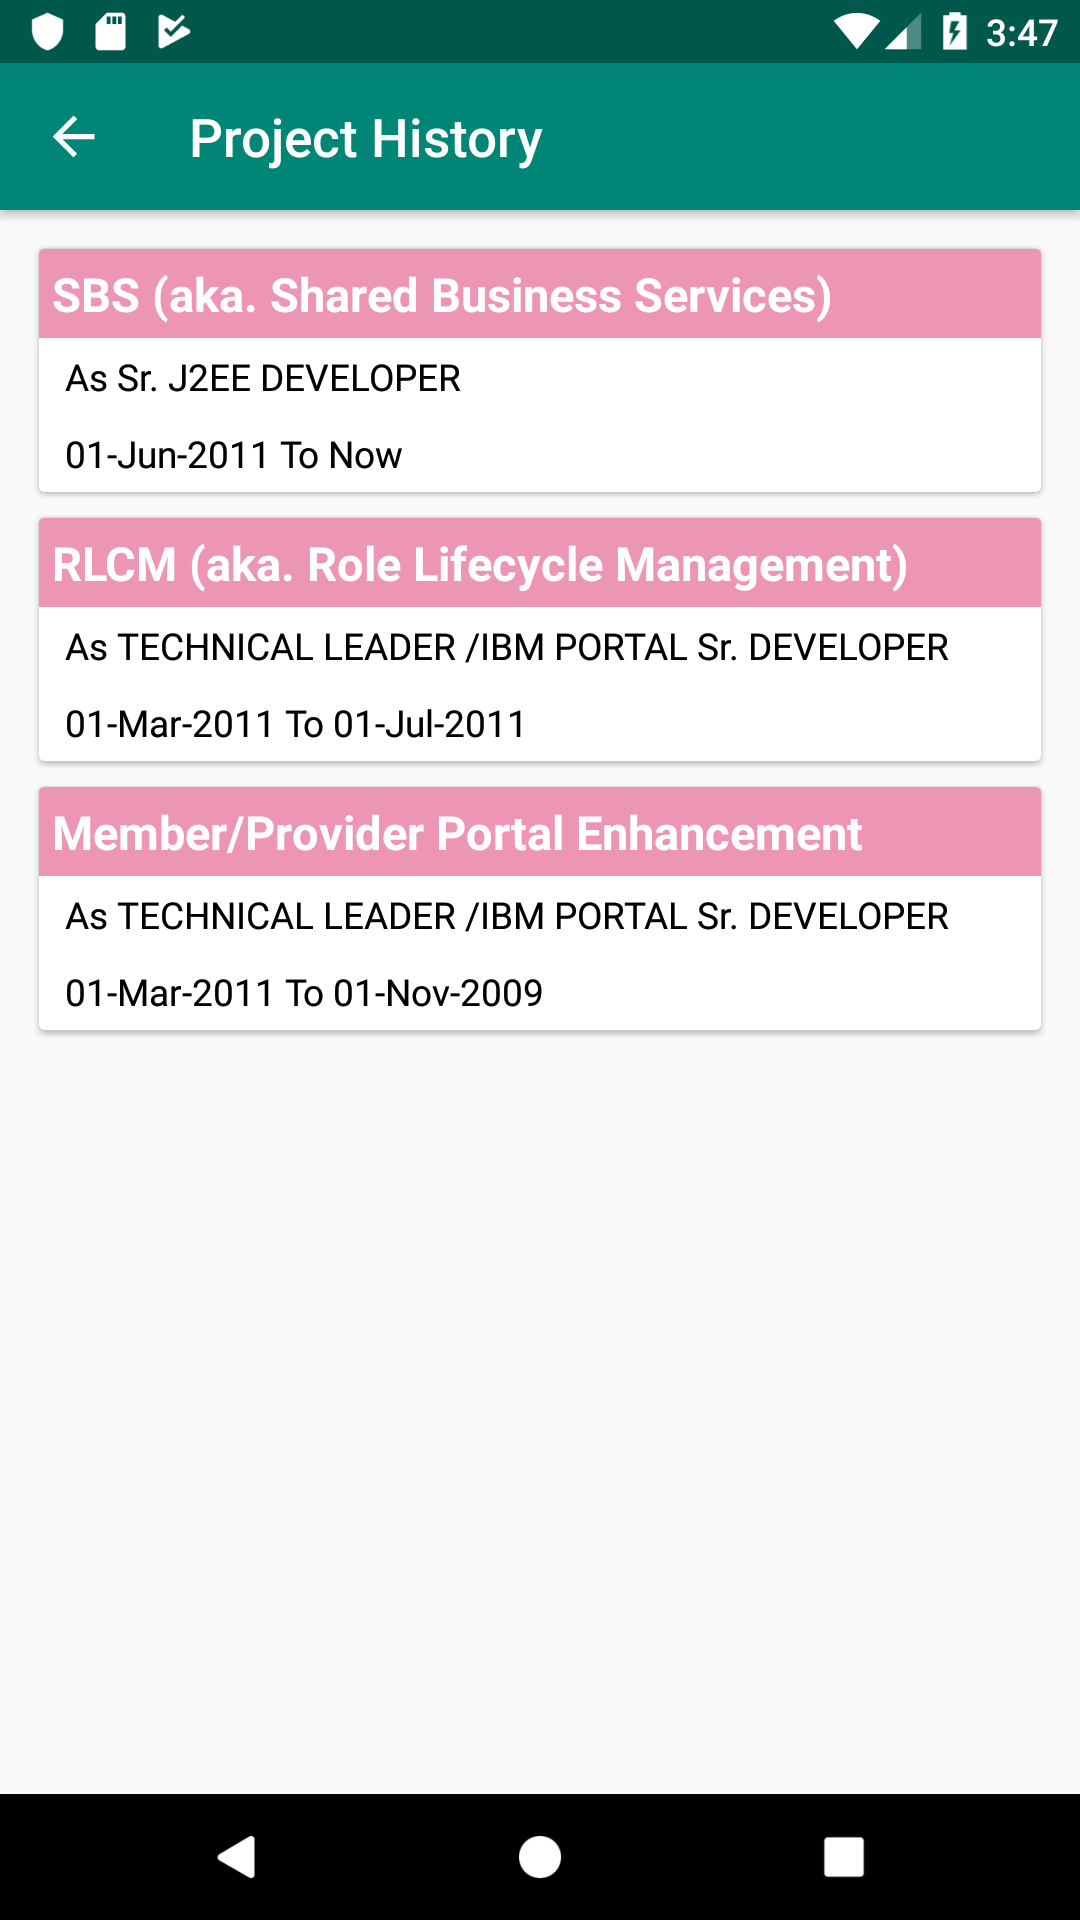 3:47
Project History
SBS (aka. Shared Business Services)
As Sr. J2EE DEVELOPER
01-Jun-2011 To Now
RLCM (aka. Role Lifecycle Management)
As TECHNICAL LEADER /IBM PORTAL Sr. DEVELOPER
01-Mar-2011 To 01-Jul-2011
Member/Provider Portal Enhancement
As TECHNICAL LEADER /IBM PORTAL Sr. DEVELOPER
01-Mar-2011 To 01-Nov-2009